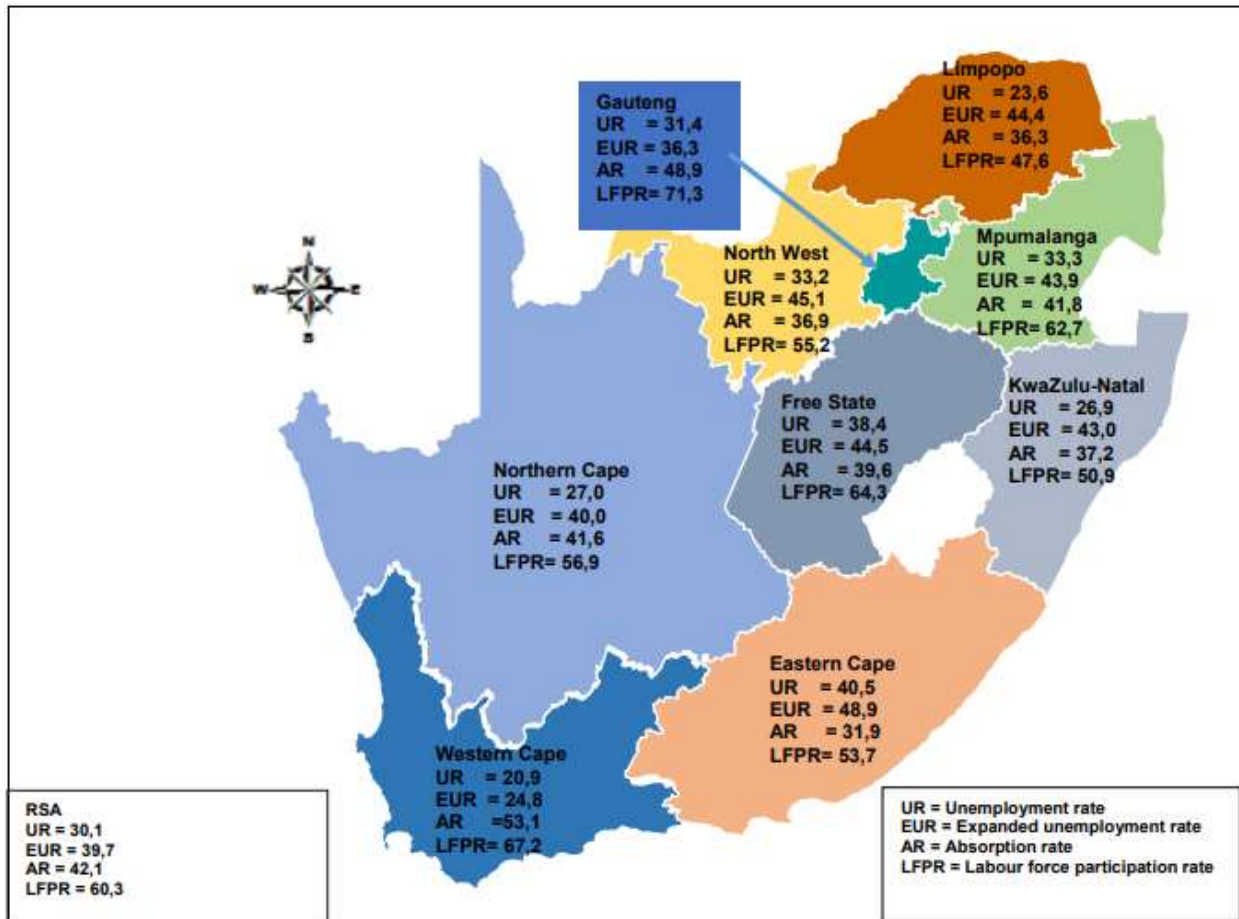 Limpopo
UR = 23,6
EUR = 44,4
AR = 36,3
LFPR= 47,6
Gauteng
UR = 31,4
EUR = 36,3
AR = 48,9
LFPR= 71,3
N
W
E
S
North West
UR = 33,2
EUR = 45,1
AR = 36,9
LFPR= 55,2
Mpumalanga
UR = 33,3
EUR = 43,9
AR = 41,8
LFPR= 62,7
Free State
UR = 38,4
EUR = 44,5
AR = 39,6
LFPR= 64,3
KwaZulu-Natal
UR = 26,9
EUR = 43,0
AR = 37,2
LFPR= 50,9
Northern Cape
UR = 27,0
EUR = 40,0
AR = 41,6
LFPR= 56,9
Eastern Cape
UR = 40,5
EUR = 48,9
AR = 31,9
LFPR= 53,7
Western Cape
UR = 20,9
EUR = 24,8
AR =53,1
LFPR= 67,2
RSA
UR = 30,1
EUR = 39,7
AR = 42,1
LFPR = 60,3
UR = Unemployment rate
EUR = Expanded unemployment rate
AR = Absorption rate
LFPR = Labour force participation rate